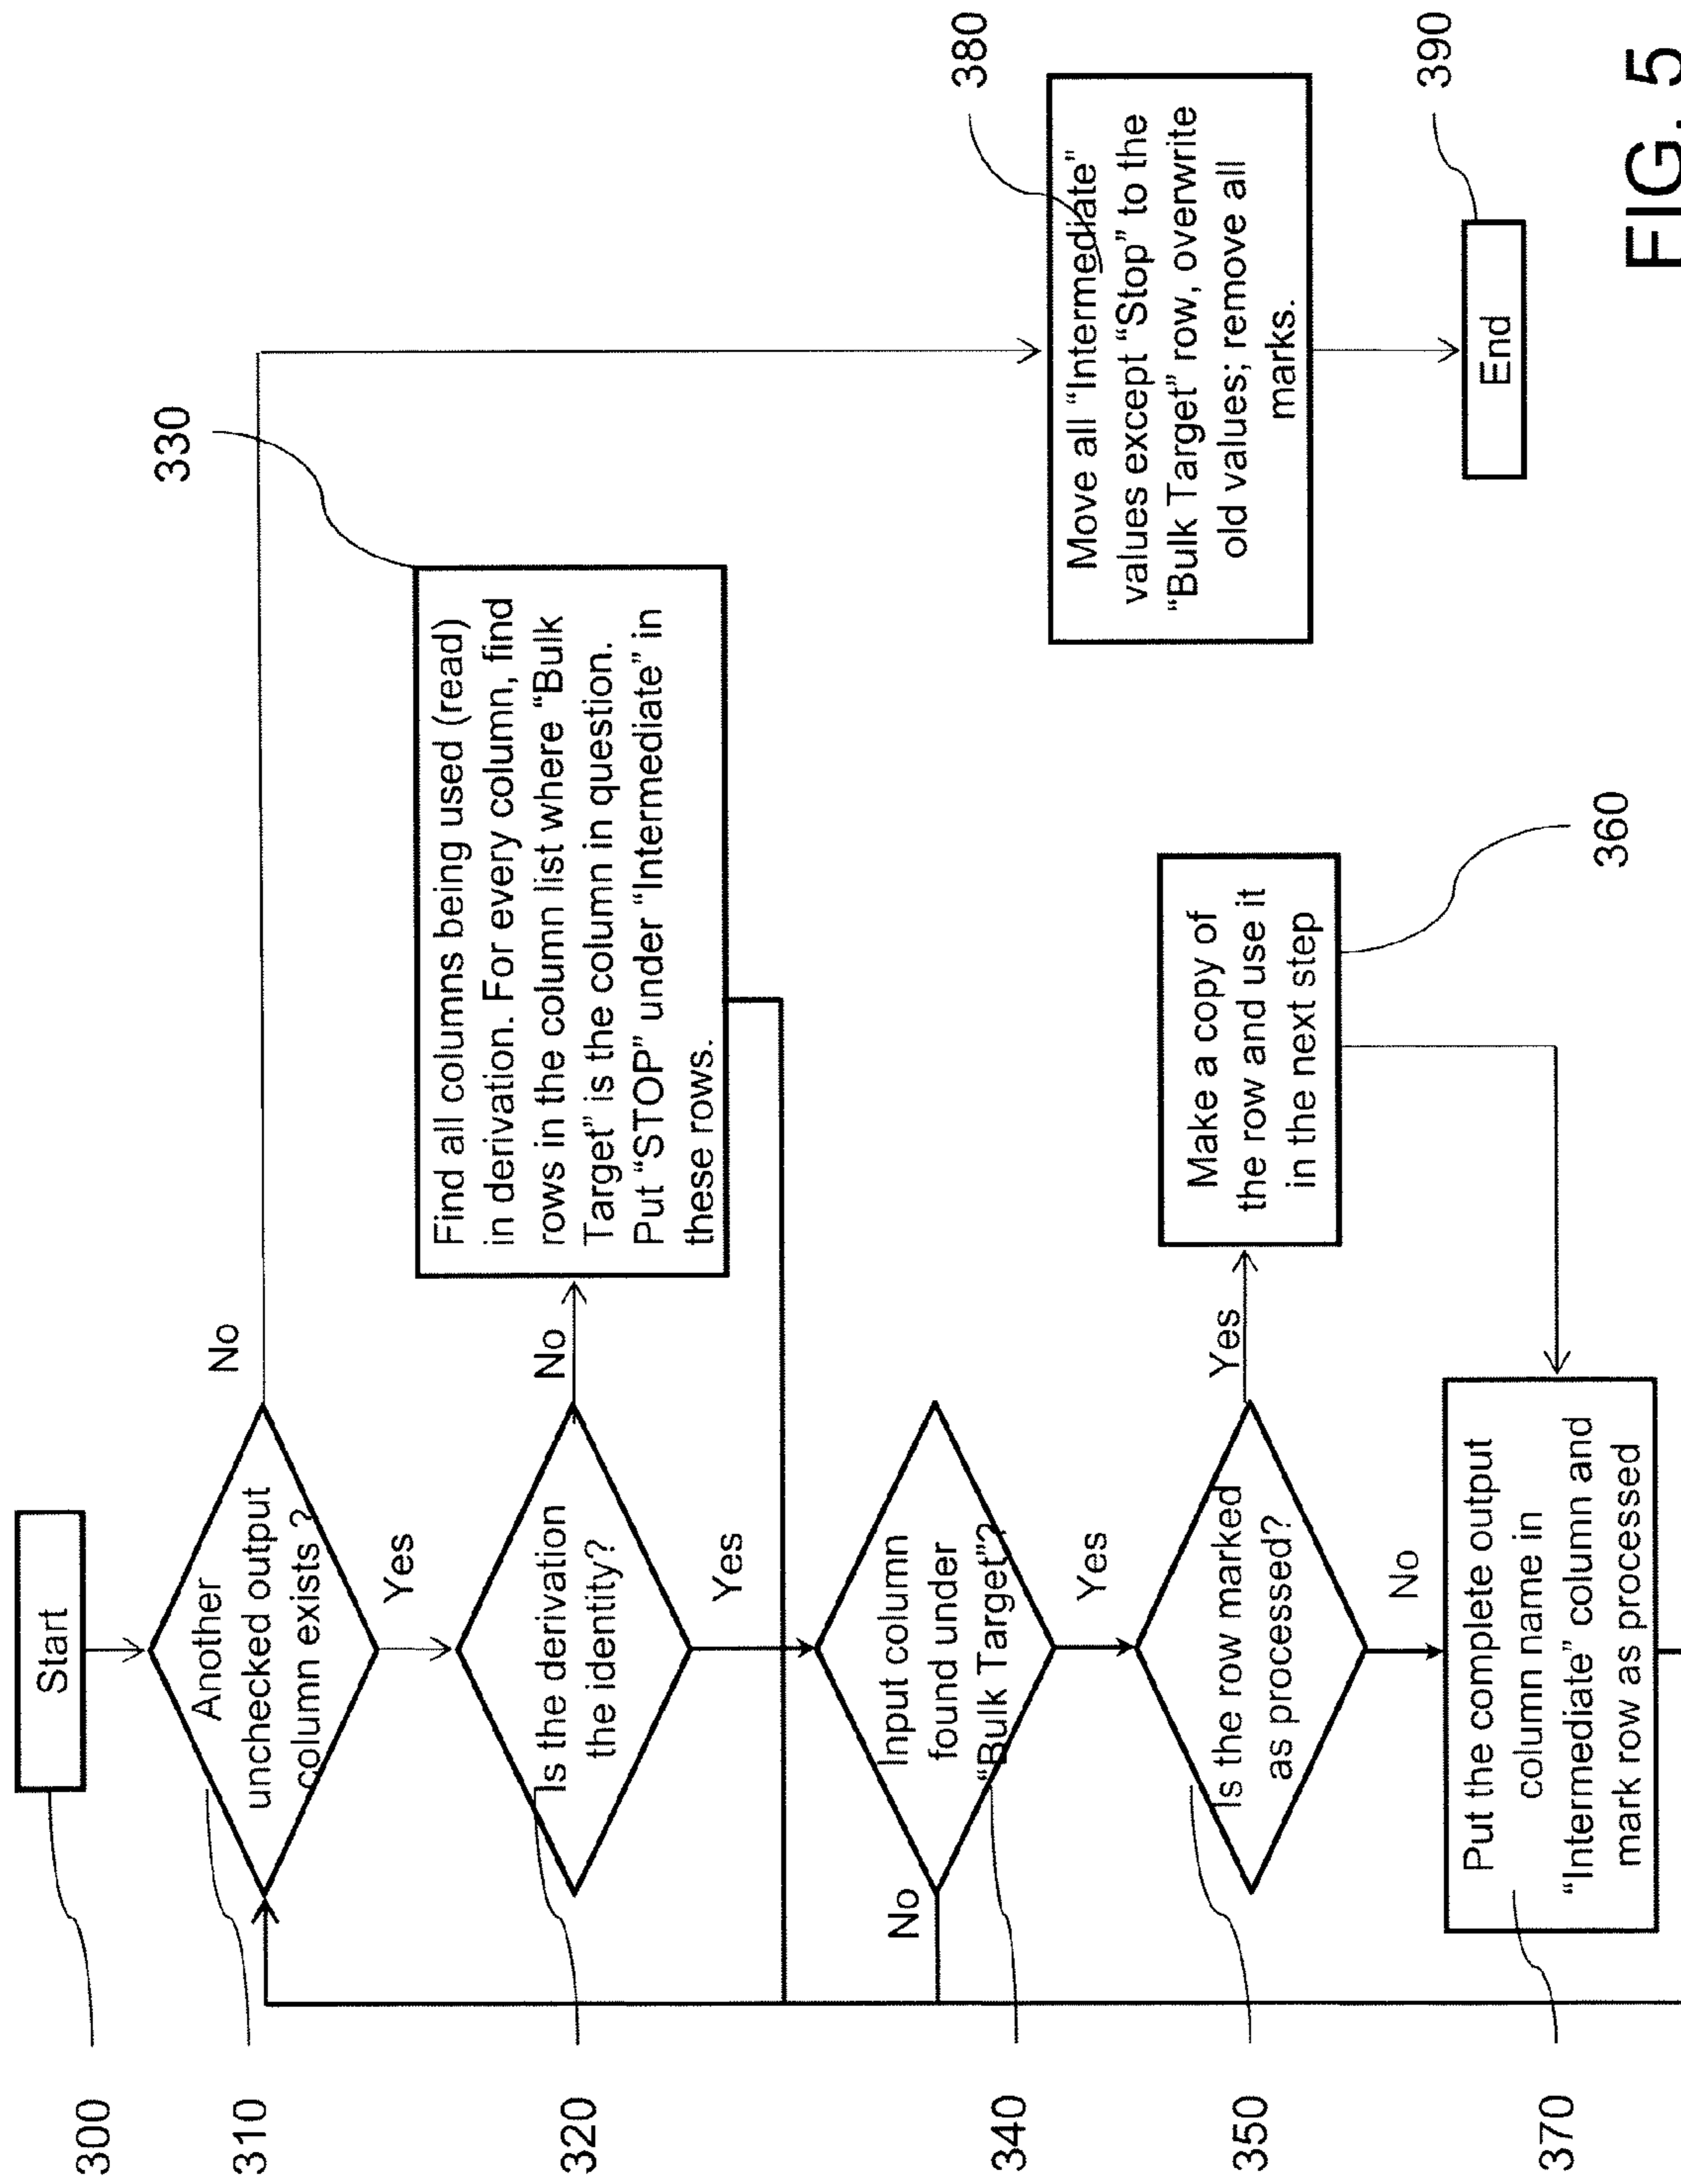 300
Start
310
Another
unchecked output
column exists ?
No
Yes
320
Is the derivation
the identity?
No
Yes
330
Find all columns being used (read)
in derivation. For every column, find
rows in the column list where “Bulk
Target” is the column in question.
Put “STOP” under “Intermediate” in
these rows.
340
Input column
found under
“Bulk Target”?
No
Yes
350
Is the row marked
as processed?
Yes
No
360
Make a copy of
the row and use it
in the next step
370
Put the complete output
column name in
“Intermediate” column and
mark row as processed
380
Move all “Intermediate”
values except “Stop” to the
“Bulk Target” row, overwrite
old values; remove all
marks.
390
End
FIG. 5